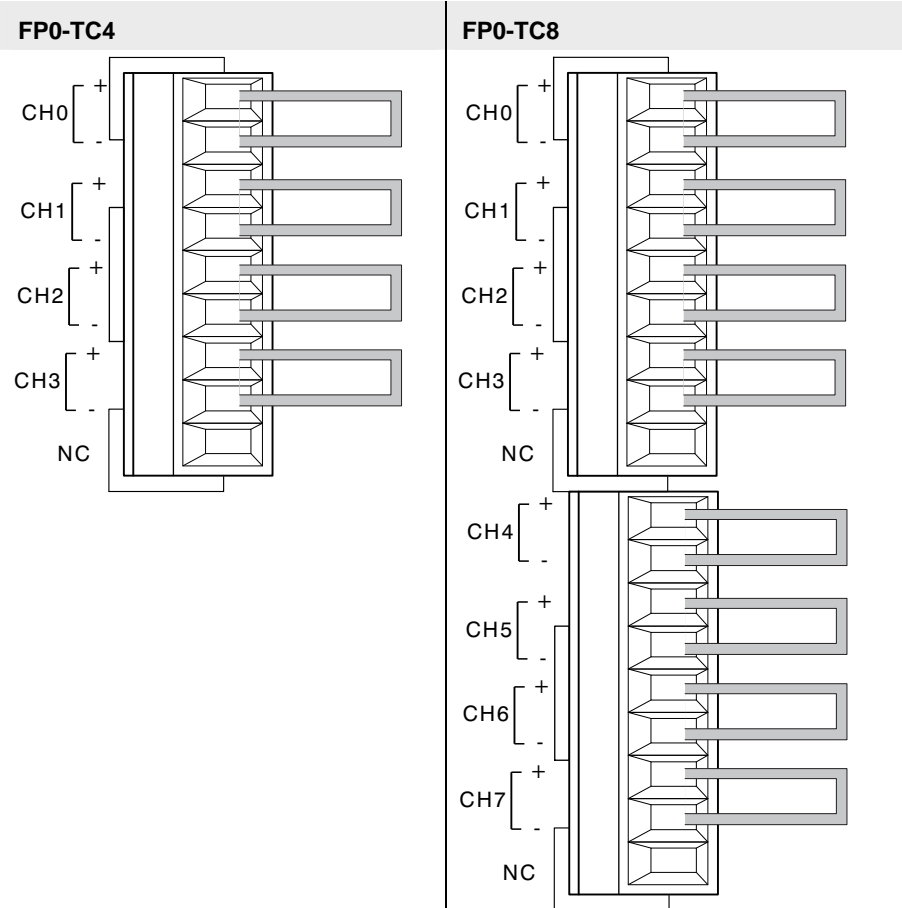 FP0-TC4
+
CH0
-
+
CH1
-
+
CH2
-
+
CH3
-
NC
FP0-TC8
+
CH0
-
+
CH1
-
+
CH2
-
+
CH3
-
NC
+
CH4
-
+
CH5
-
+
CH6
-
+
CH7
-
NC